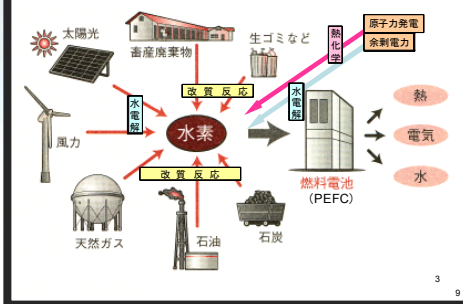 太陽光
畜産廃棄物
生ゴミなど
熱化学
原子力発電
余剰電力
改質反応
水電解
水電解
風力
水素
熱
電気
水
改質反応
燃料電池
(PEFC)
天然ガス
石油
石炭
3
9